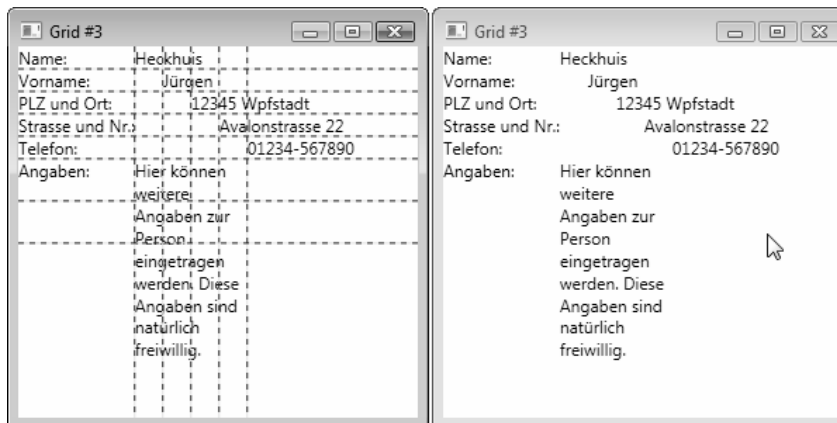 Grid #3
Name: Heckhuis
Vorname: Jürgen
PLZ und Ort: 12345 Wpfstadt
Strasse und Nr.: Avalonstrasse 22
Telefon: 01234-567890
Angaben: Hier können
weitere
Angaben zur
Person
eingetragen
werden. Diese
Angaben sind
natürlich
freiwillig.
Grid #3
Name: Heckhuis
Vorname: Jürgen
PLZ und Ort: 12345 Wpfstadt
Strasse und Nr.: Avalonstrasse 22
Telefon: 01234-567890
Angaben: Hier können
weitere
Angaben zur
Person
eingetragen
werden. Diese
Angaben sind
natürlich
freiwillig.